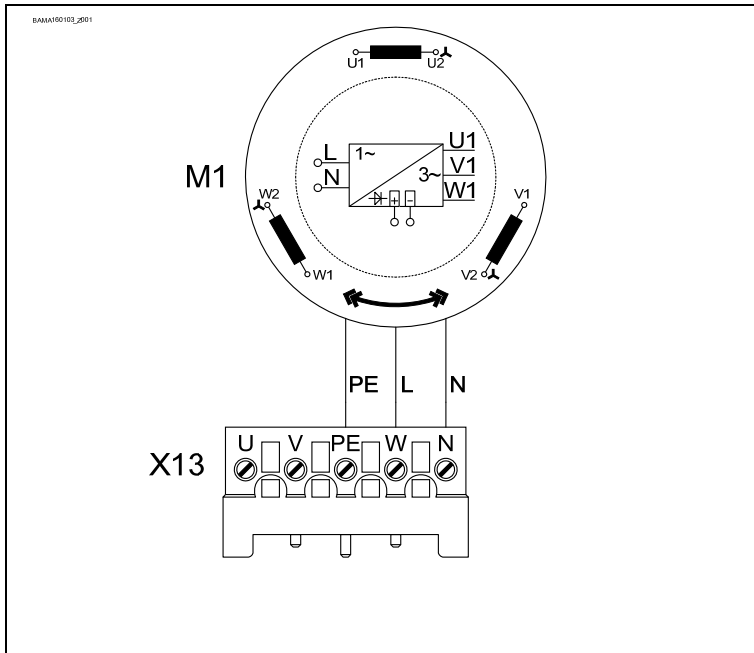 BAMA160103_Z001
U1 U2
L 1~ U1
M1 N 3~ V1
W1
+ -
W2 V1
W1 V2
PE L N
U V PE W N
X13